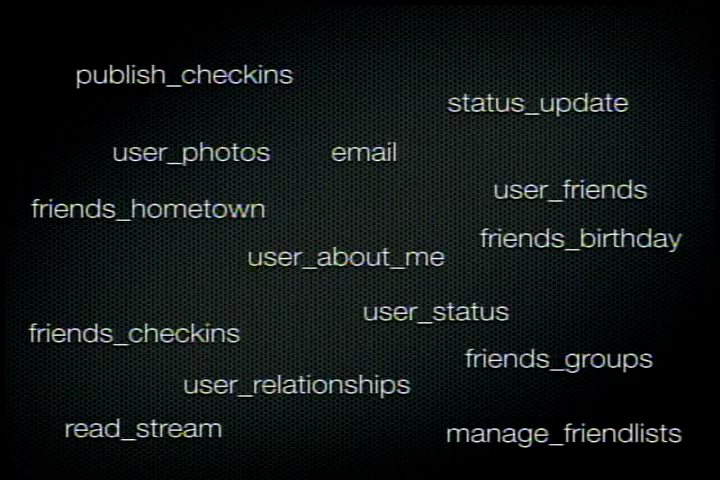 publish_checkins
status_update
user_photos email
user_friends
friends_hometown
friends_birthday
user_about_me
user_status
friends_checkins
friends_groups
user_relationships
read_stream
manage_friendlists